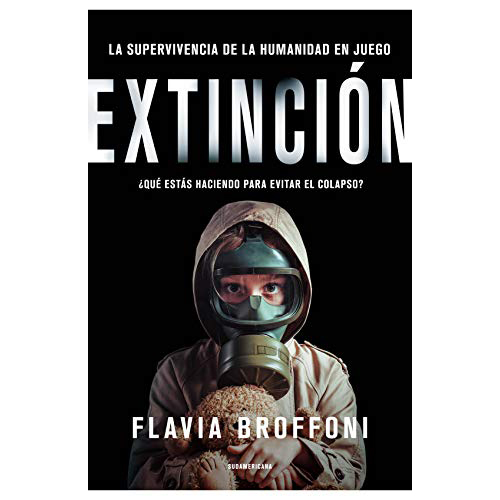 LA SUPERVIVENCIA DE LA HUMANIDAD EN JUEGO
EXTINCIÓN
¿QUÉ ESTÁS HACIENDO PARA EVITAR EL COLAPSO?
FLAVIA BROFFONI
SUDAMERICANA